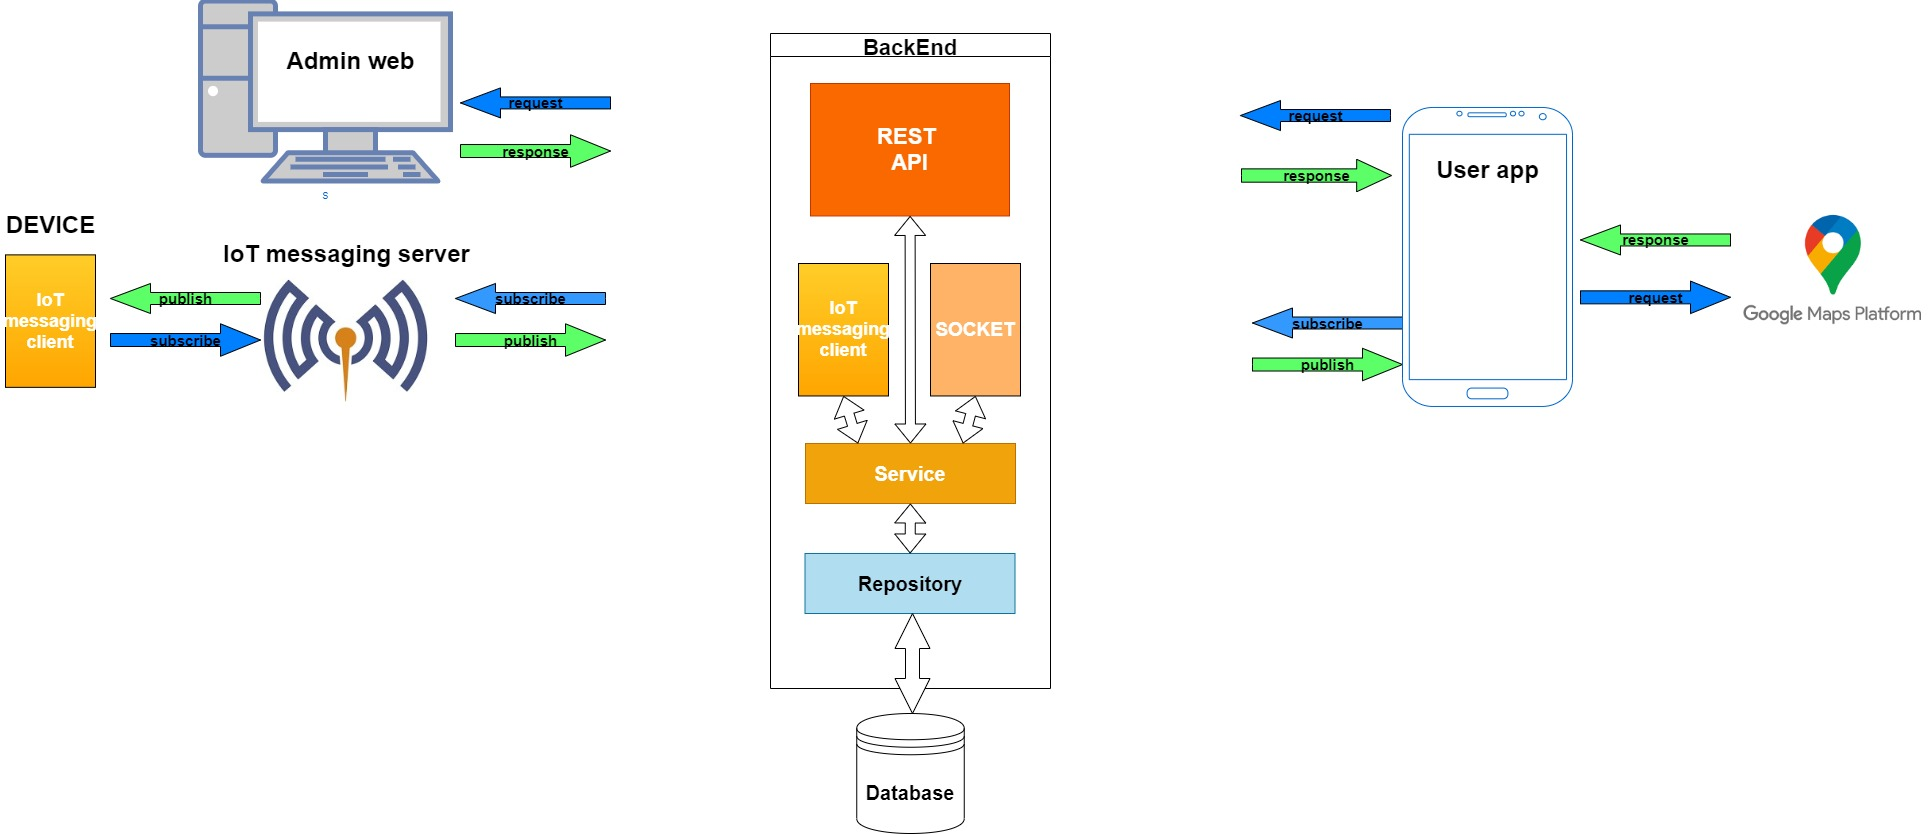 Admin web
request
response
s
DEVICE
IoT messaging server
IoT
messaging
client
publish
subscribe
subscribe
publish
BackEnd
REST
API
IoT
messaging
client
SOCKET
Service
Repository
Database
request
response
subscribe
publish
User app
response
request
Google Maps Platform